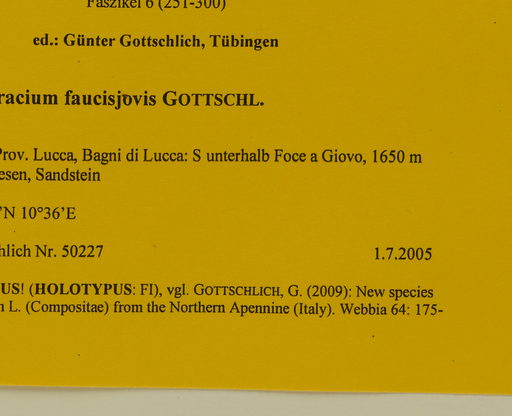 Faszikel 6 (251-300)
ed.: Günter Gottschlich, Tübingen
racium faucisjovis GOTTSCHL.
Prov. Lucca, Bagni di Lucca: S unterhalb Foce a Giovo, 1650 m
esen, Sandstein
'N 10°36'E
hlich Nr. 50227 1.7.2005
US! (HOLOTYPUS: FI), vgl. GOTTSCHLICH, G. (2009): New species
n L. (Compositae) from the Northern Apennine (Italy). Webbia 64: 175-